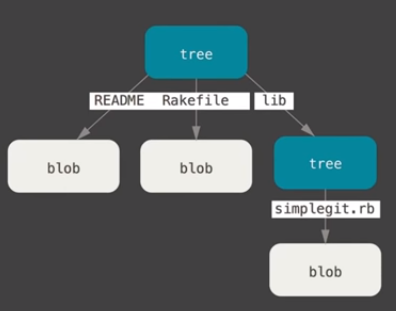 tree
README Rakefile lib
blob blob tree
simplegit.rb
blob